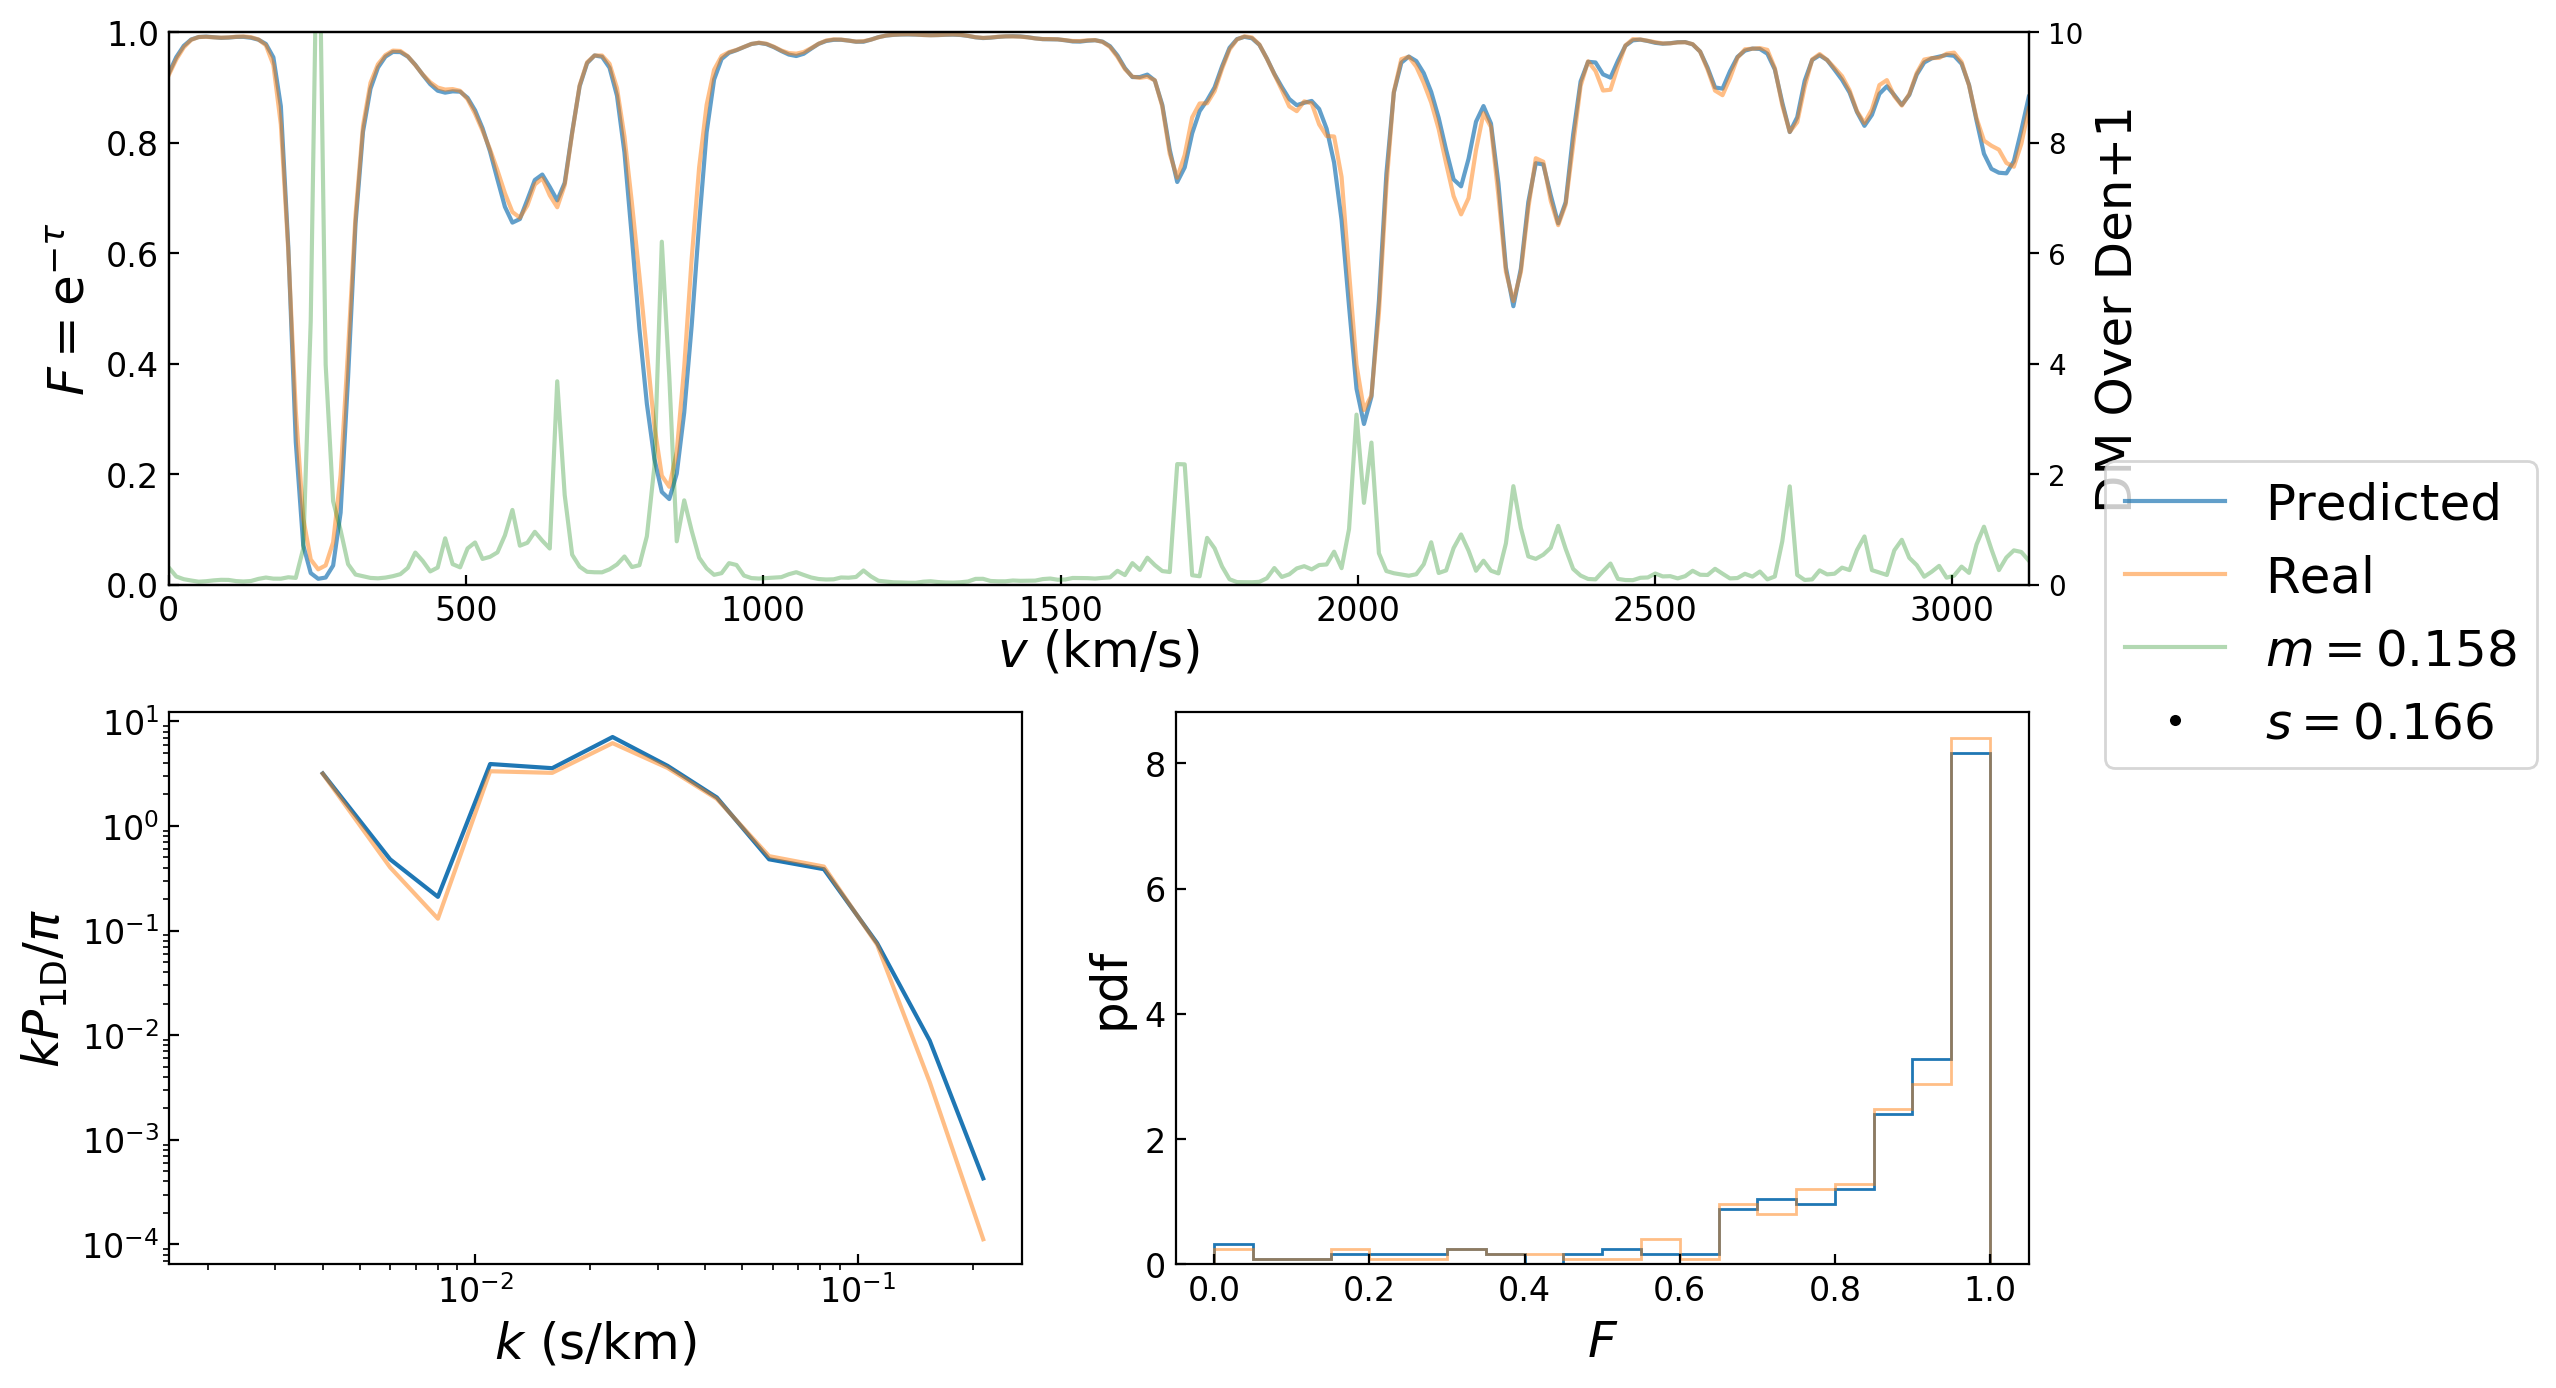 1.0
0.8
0.6
0.4
0.2
0.0
F = e^{−τ}
0 500 1000 1500 2000 2500 3000
v (km/s)
10
8
6
4
2
0
DM Over Den+1
Predicted
Real
m = 0.158
s = 0.166
10^1
10^0
10^{−1}
10^{−2}
10^{−3}
10^{−4}
kP_{1D}/π
10^{−2} 10^{−1}
k (s/km)
8
6
4
2
0
pdf
0.0 0.2 0.4 0.6 0.8 1.0
F